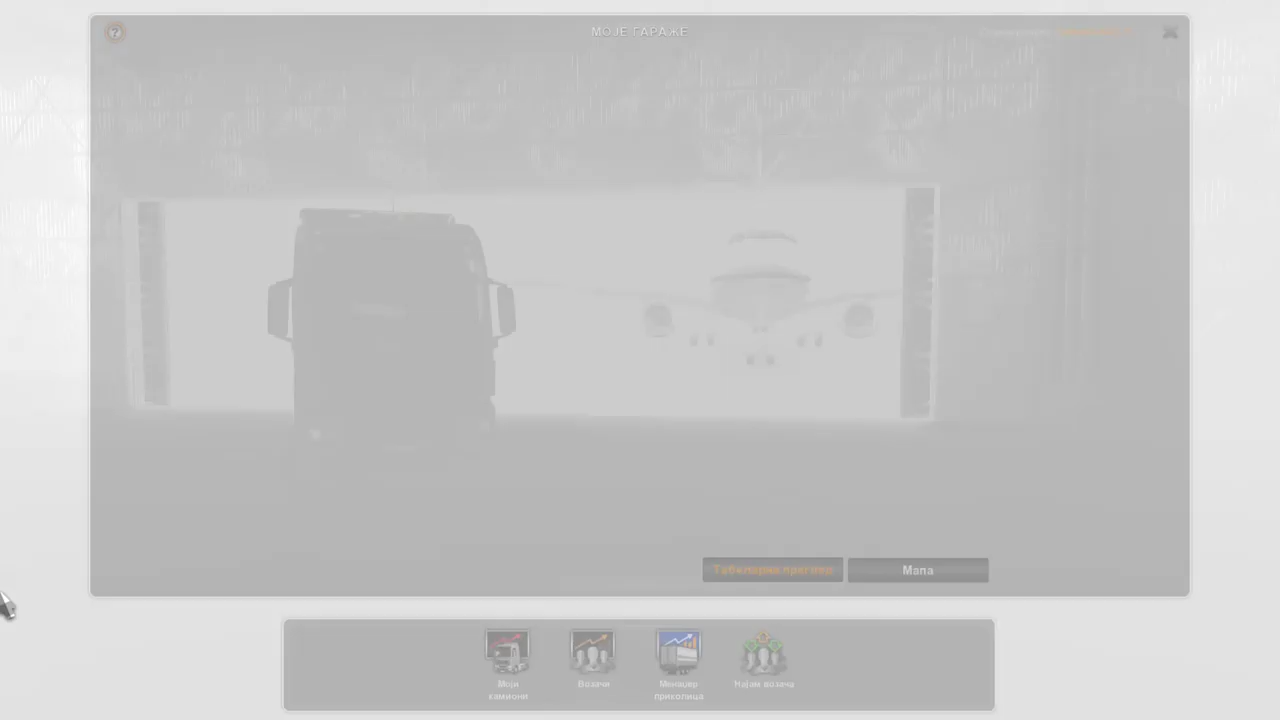 МОЈЕ ГАРАЖЕ
Табеларни преглед
Мапа
Моји
камиони
Возачи
Менаџер
приколица
Најам возача